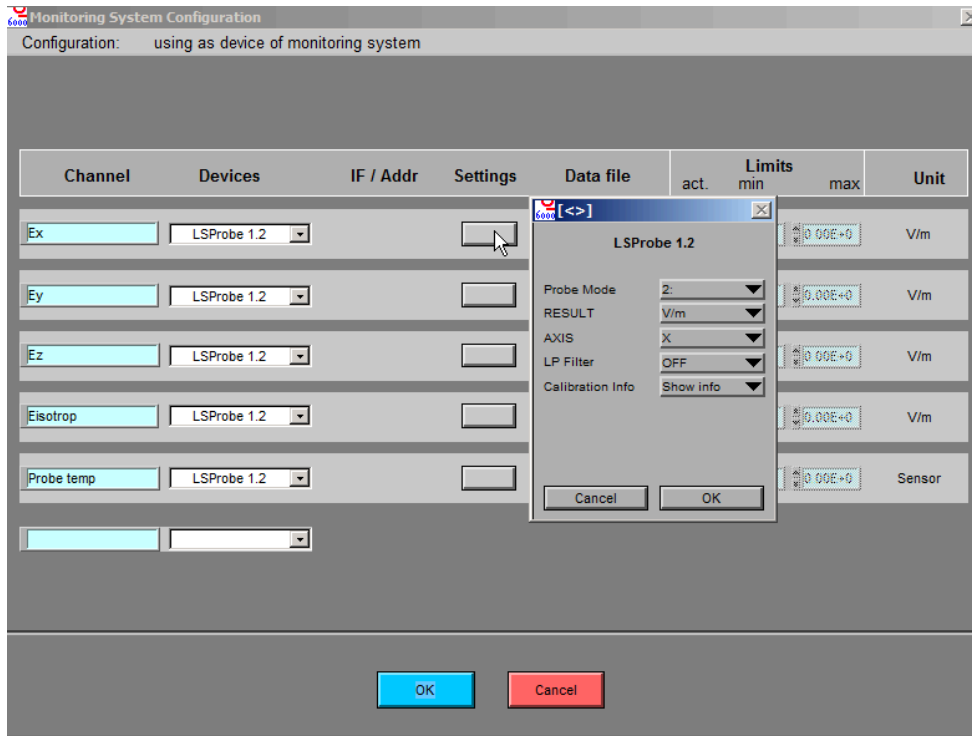 6000 Monitoring System Configuration
Configuration: using as device of monitoring system
Channel Devices IF / Addr Settings Data file Limits Unit
act. min max
6000 [<>]
LSProbe 1.2
Probe Mode 2:
RESULT V/m
AXIS X
LP Filter OFF
Calibration Info Show info
Cancel OK
Ex LSProbe 1.2 0.00E+0 V/m
Ey LSProbe 1.2 0.00E+0 V/m
Ez LSProbe 1.2 0.00E+0 V/m
Eisotrop LSProbe 1.2 0.00E+0 V/m
Probe temp LSProbe 1.2 0.00E+0 Sensor
OK Cancel